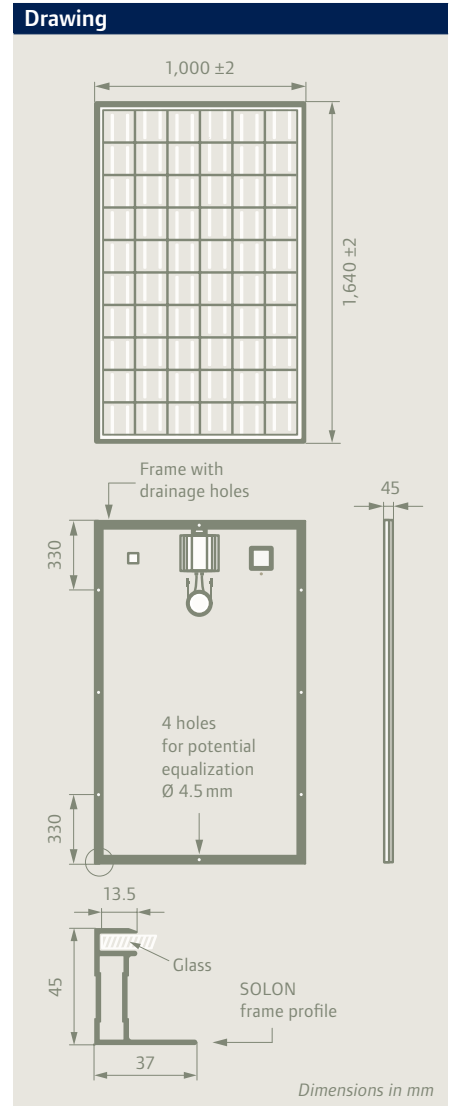 Drawing
1,000 ±2
1,640 ±2
Frame with
drainage holes
45
330
4 holes
for potential
equalization
Ø 4.5 mm
330
13.5
Glass
45
SOLON
frame profile
37
Dimensions in mm